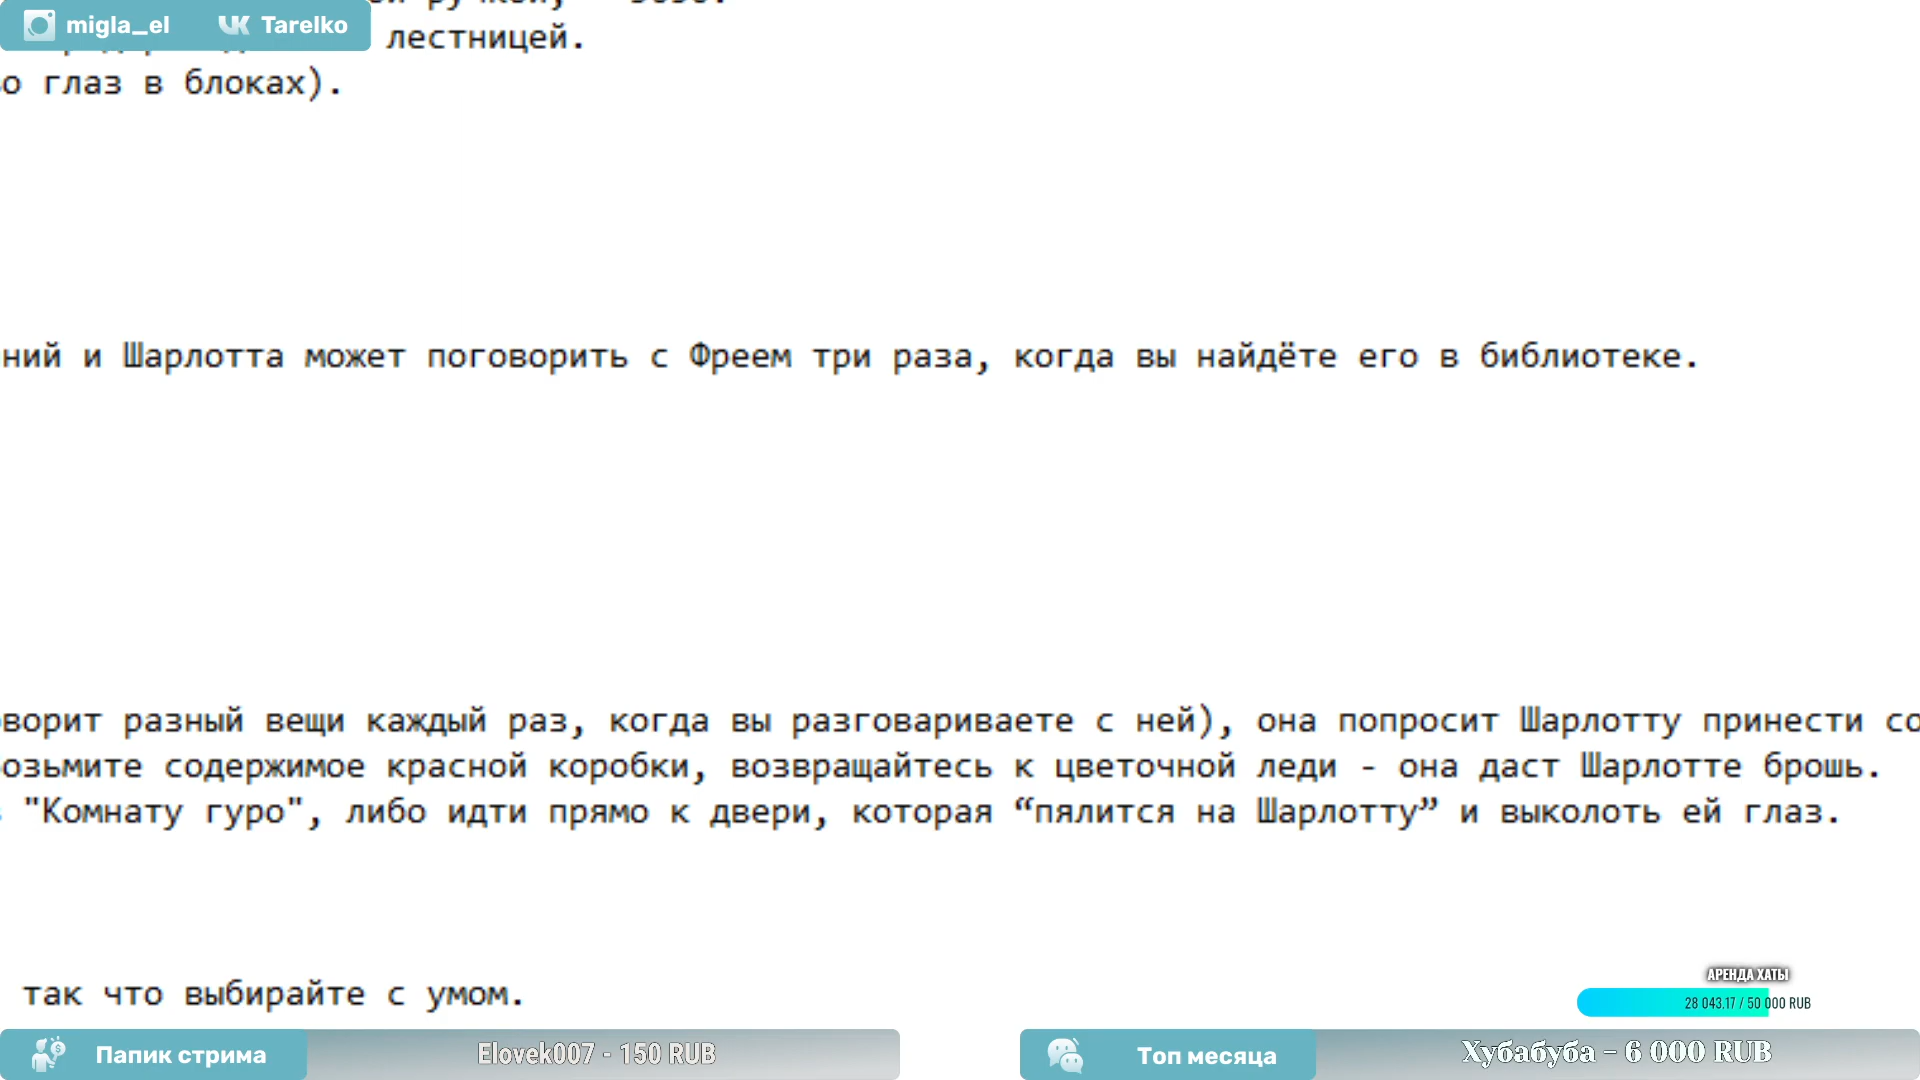 migla_el Tarelko
лестницей.
о глаз в блоках).
ний и Шарлотта может поговорить с Фреем три раза, когда вы найдёте его в библиотеке.
ворит разный вещи каждый раз, когда вы разговариваете с ней), она попросит Шарлотту принести со
озьмите содержимое красной коробки, возвращайтесь к цветочной леди - она даст Шарлотте брошь.
"Комнату гуро", либо идти прямо к двери, которая “пялится на Шарлотту” и выколоть ей глаз.
так что выбирайте с умом.
АРЕНДА ХАТЫ
28 043.17 / 50 000 RUB
Папик стрима Elovek007 - 150 RUB
Топ месяца Хубабуба - 6 000 RUB